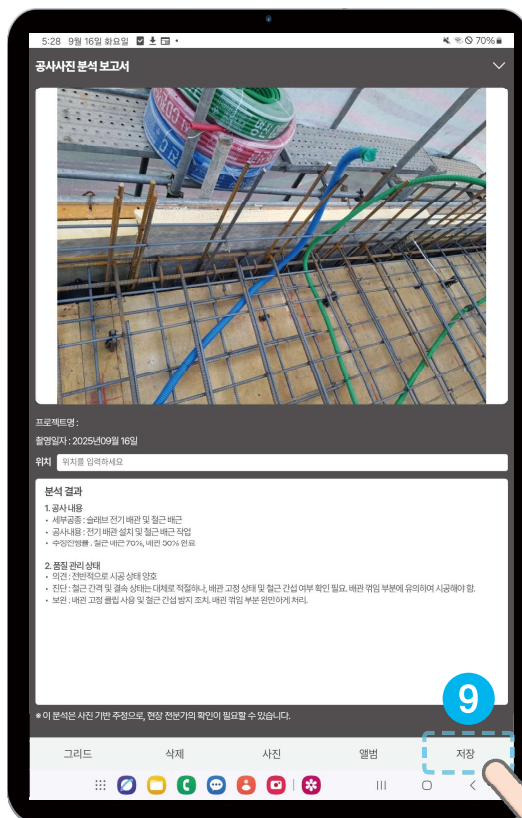 5:28 9월 16일 화요일
70%
공사사진 분석 보고서
프로젝트명 :
촬영일자 : 2025년09월 16일
위치 위치를 입력하세요
분석 결과
1. 공사 내용
• 세부공종 : 슬래브 전기 배관 및 철근 배근
• 공사내용 : 전기 배관 설치 및 철근 배근 작업
• 추정진행률 : 철근 배근 70%, 배관 50% 완료
2. 품질 관리 상태
• 의견 : 전반적으로 시공 상태 양호
• 진단 : 철근 간격 및 결속 상태는 대체로 적절하나, 배관 고정 상태 및 철근 간섭 여부 확인 필요. 배관 꺾임 부분에 유의하여 시공해야 함.
• 보완 : 배관 고정 클립 사용 및 철근 간섭 방지 조치. 배관 꺾임 부분 완만하게 처리.
9
※ 이 분석은 사진 기반 추정으로, 현장 전문가의 확인이 필요할 수 있습니다.
그리드 삭제 사진 앨범 저장